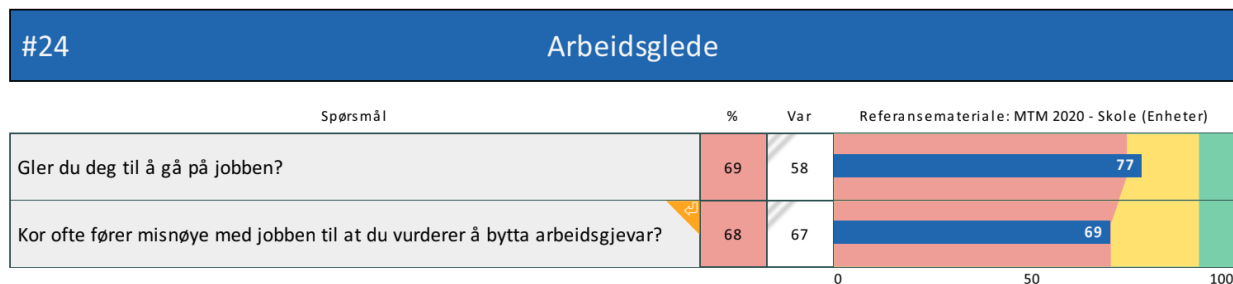 #24 Arbeidsglede
Spørsmål % Var Referansemateriale: MTM 2020 - Skole (Enheter)
Gler du deg til å gå på jobben? 69 58 77
Kor ofte fører misnøye med jobben til at du vurderer å bytta arbeidsgjevar? 68 67 69
0 50 100